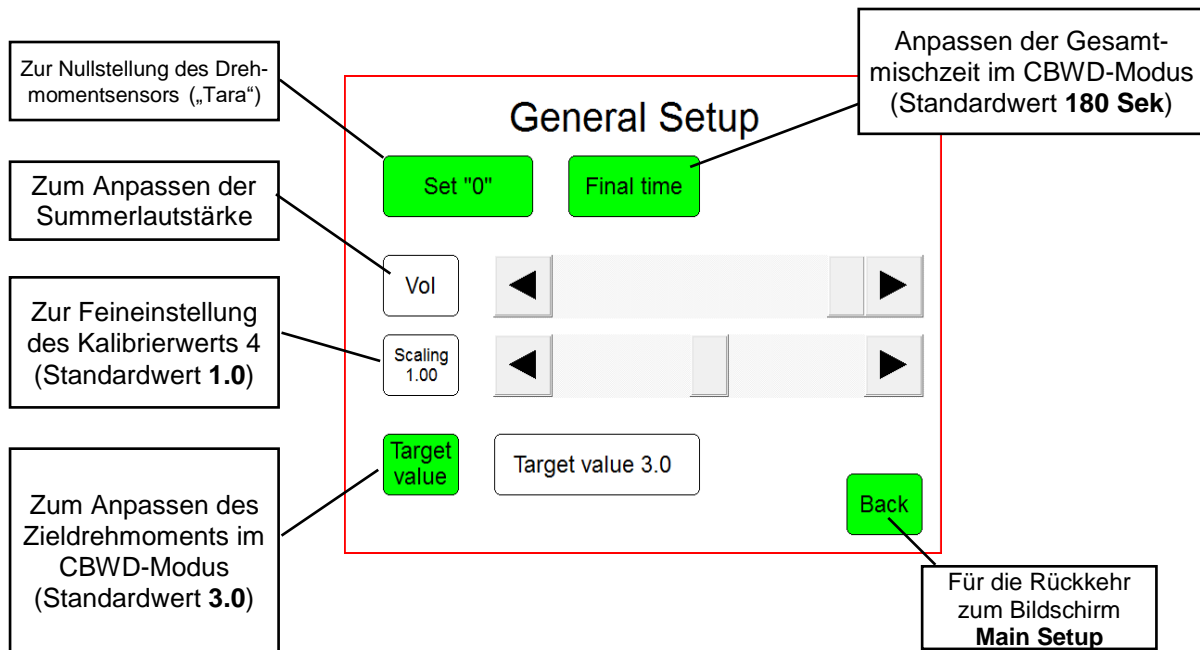 Zur Nullstellung des Dreh-
momentsensors („Tara“)
Anpassen der Gesamt-
mischzeit im CBWD-Modus
(Standardwert 180 Sek)
General Setup
Set "0"
Final time
Zum Anpassen der
Summerlautstärke
Vol
Zur Feineinstellung
des Kalibrierwerts 4
(Standardwert 1.0)
Scaling
1.00
Target
value
Target value 3.0
Zum Anpassen des
Zieldrehmoments im
CBWD-Modus
(Standardwert 3.0)
Back
Für die Rückkehr
zum Bildschirm
Main Setup